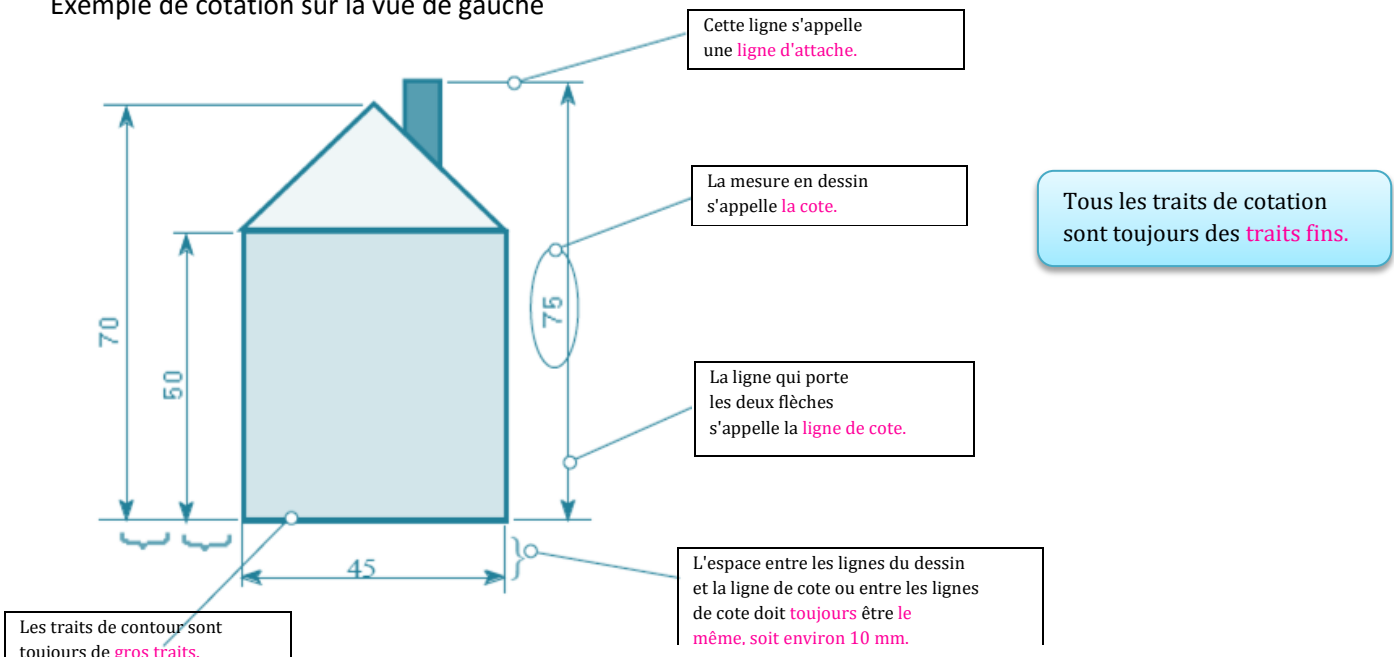 Exemple de cotation sur la vue de gauche
Cette ligne s'appelle
une ligne d'attache.
La mesure en dessin
s'appelle la cote.
Tous les traits de cotation
sont toujours des traits fins.
70
50
75
La ligne qui porte
les deux flèches
s'appelle la ligne de cote.
45
L'espace entre les lignes du dessin
et la ligne de cote ou entre les lignes
de cote doit toujours être le
même, soit environ 10 mm.
Les traits de contour sont
toujours de gros traits.